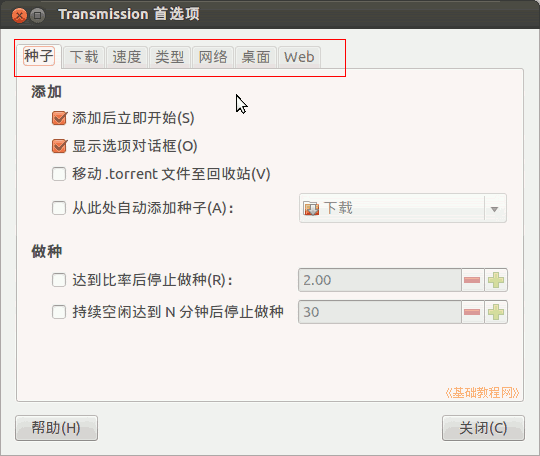 Transmission 首选项
种子 下载 速度 类型 网络 桌面 Web
添加
添加后立即开始(S)
显示选项对话框(O)
移动 .torrent 文件至回收站(V)
从此处自动添加种子(A)： 下载
做种
达到比率后停止做种(R)： 2.00
持续空闲达到 N 分钟后停止做种 30
《基础教程网》
帮助(H) 关闭(C)